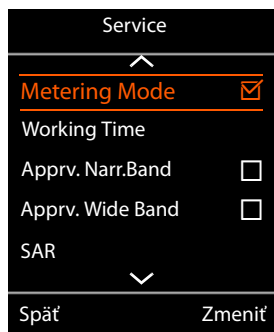 Service
Metering Mode
Working Time
Apprv. Narr.Band
Apprv. Wide Band
SAR
Späť Zmeniť